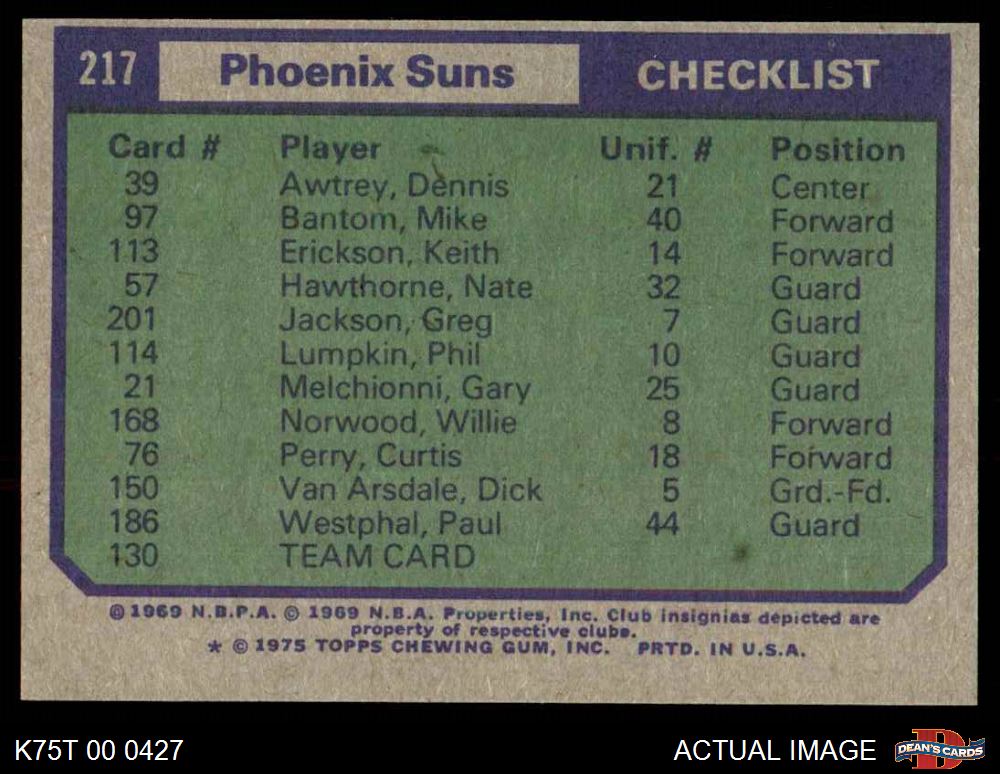 217 Phoenix Suns CHECKLIST
Card # Player Unif. # Position
39 Awtrey, Dennis 21 Center
97 Bantom, Mike 40 Forward
113 Erickson, Keith 14 Forward
57 Hawthorne, Nate 32 Guard
201 Jackson, Greg 7 Guard
114 Lumpkin, Phil 10 Guard
21 Melchionni, Gary 25 Guard
168 Norwood, Willie 8 Forward
76 Perry, Curtis 18 Forward
150 Van Arsdale, Dick 5 Grd.-Fd.
186 Westphal, Paul 44 Guard
130 TEAM CARD
© 1969 N.B.P.A. © 1969 N.B.A. Properties, Inc. Club insignias depicted are
property of respective clubs.
* © 1975 TOPPS CHEWING GUM, INC. PRTD. IN U.S.A.
K75T 00 0427 ACTUAL IMAGE D DEAN'S CARDS